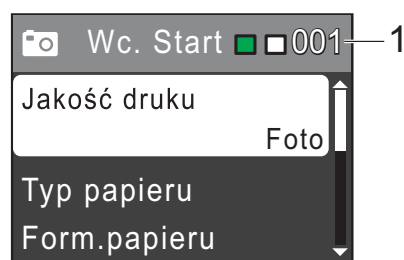 Wc. Start 001 1
Jakość druku
Foto
Typ papieru
Form.papieru